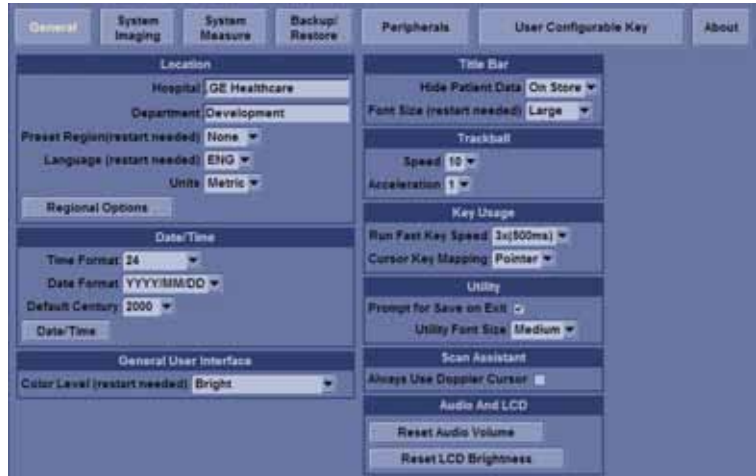 General
System Imaging
System Measure
Backup/ Restore
Peripherals
User Configurable Key
About
Location
Hospital GE Healthcare
Department Development
Preset Region(restart needed) None
Language (restart needed) ENG
Units Metric
Regional Options
Date/Time
Time Format 24
Date Format YYYY/MM/DD
Default Century 2000
Date/Time
General User Interface
Color Level (restart needed) Bright
Title Bar
Hide Patient Data On Store
Font Size (restart needed) Large
Trackball
Speed 10
Acceleration 1
Key Usage
Run Fast Key Speed 3x(500ms)
Cursor Key Mapping Pointer
Utility
Prompt for Save on Exit
Utility Font Size Medium
Scan Assistant
Always Use Doppler Cursor
Audio And LCD
Reset Audio Volume
Reset LCD Brightness